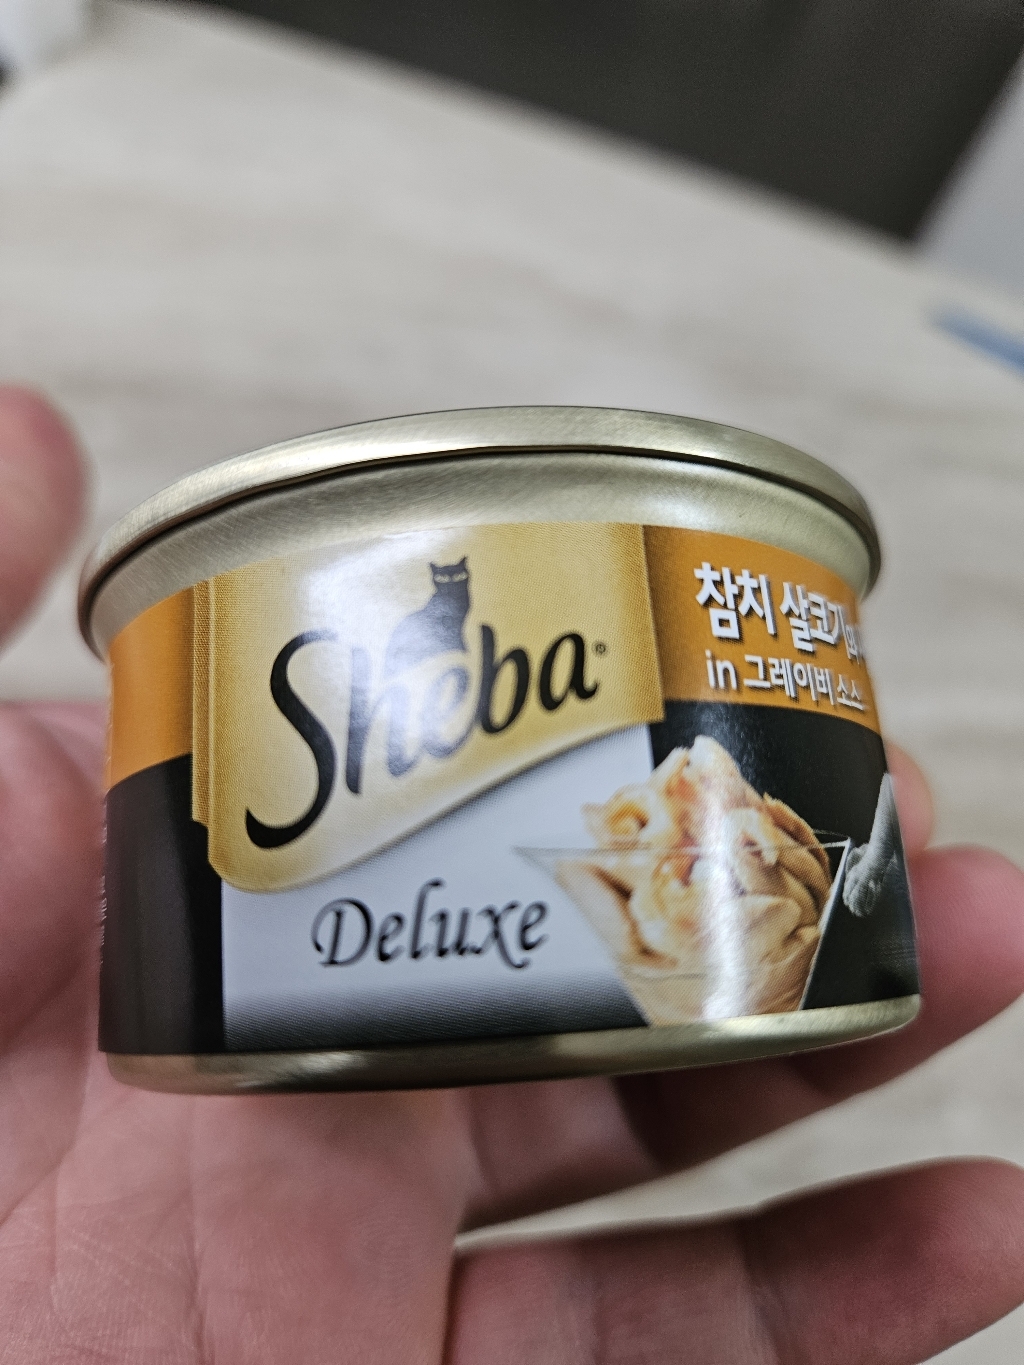 Sheba®
Deluxe
참치 살코기
in 그레이비 소스